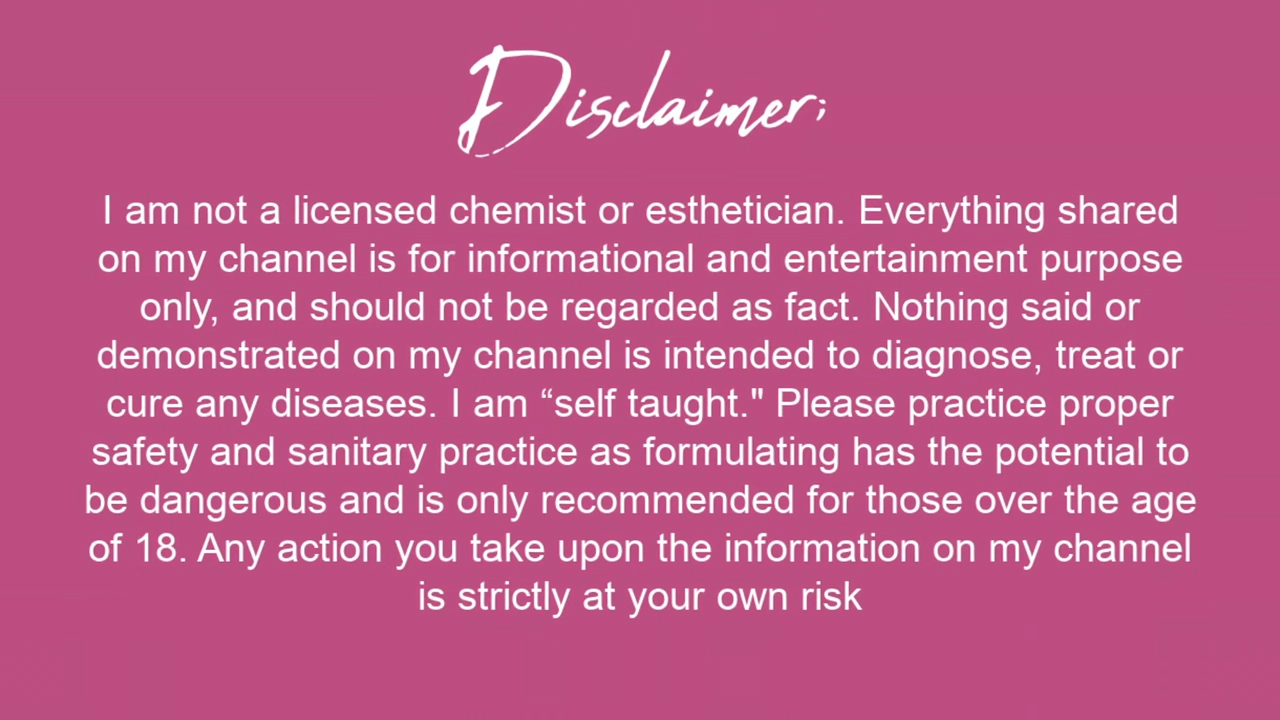 Disclaimer;
I am not a licensed chemist or esthetician. Everything shared
on my channel is for informational and entertainment purpose
only, and should not be regarded as fact. Nothing said or
demonstrated on my channel is intended to diagnose, treat or
cure any diseases. I am “self taught." Please practice proper
safety and sanitary practice as formulating has the potential to
be dangerous and is only recommended for those over the age
of 18. Any action you take upon the information on my channel
is strictly at your own risk